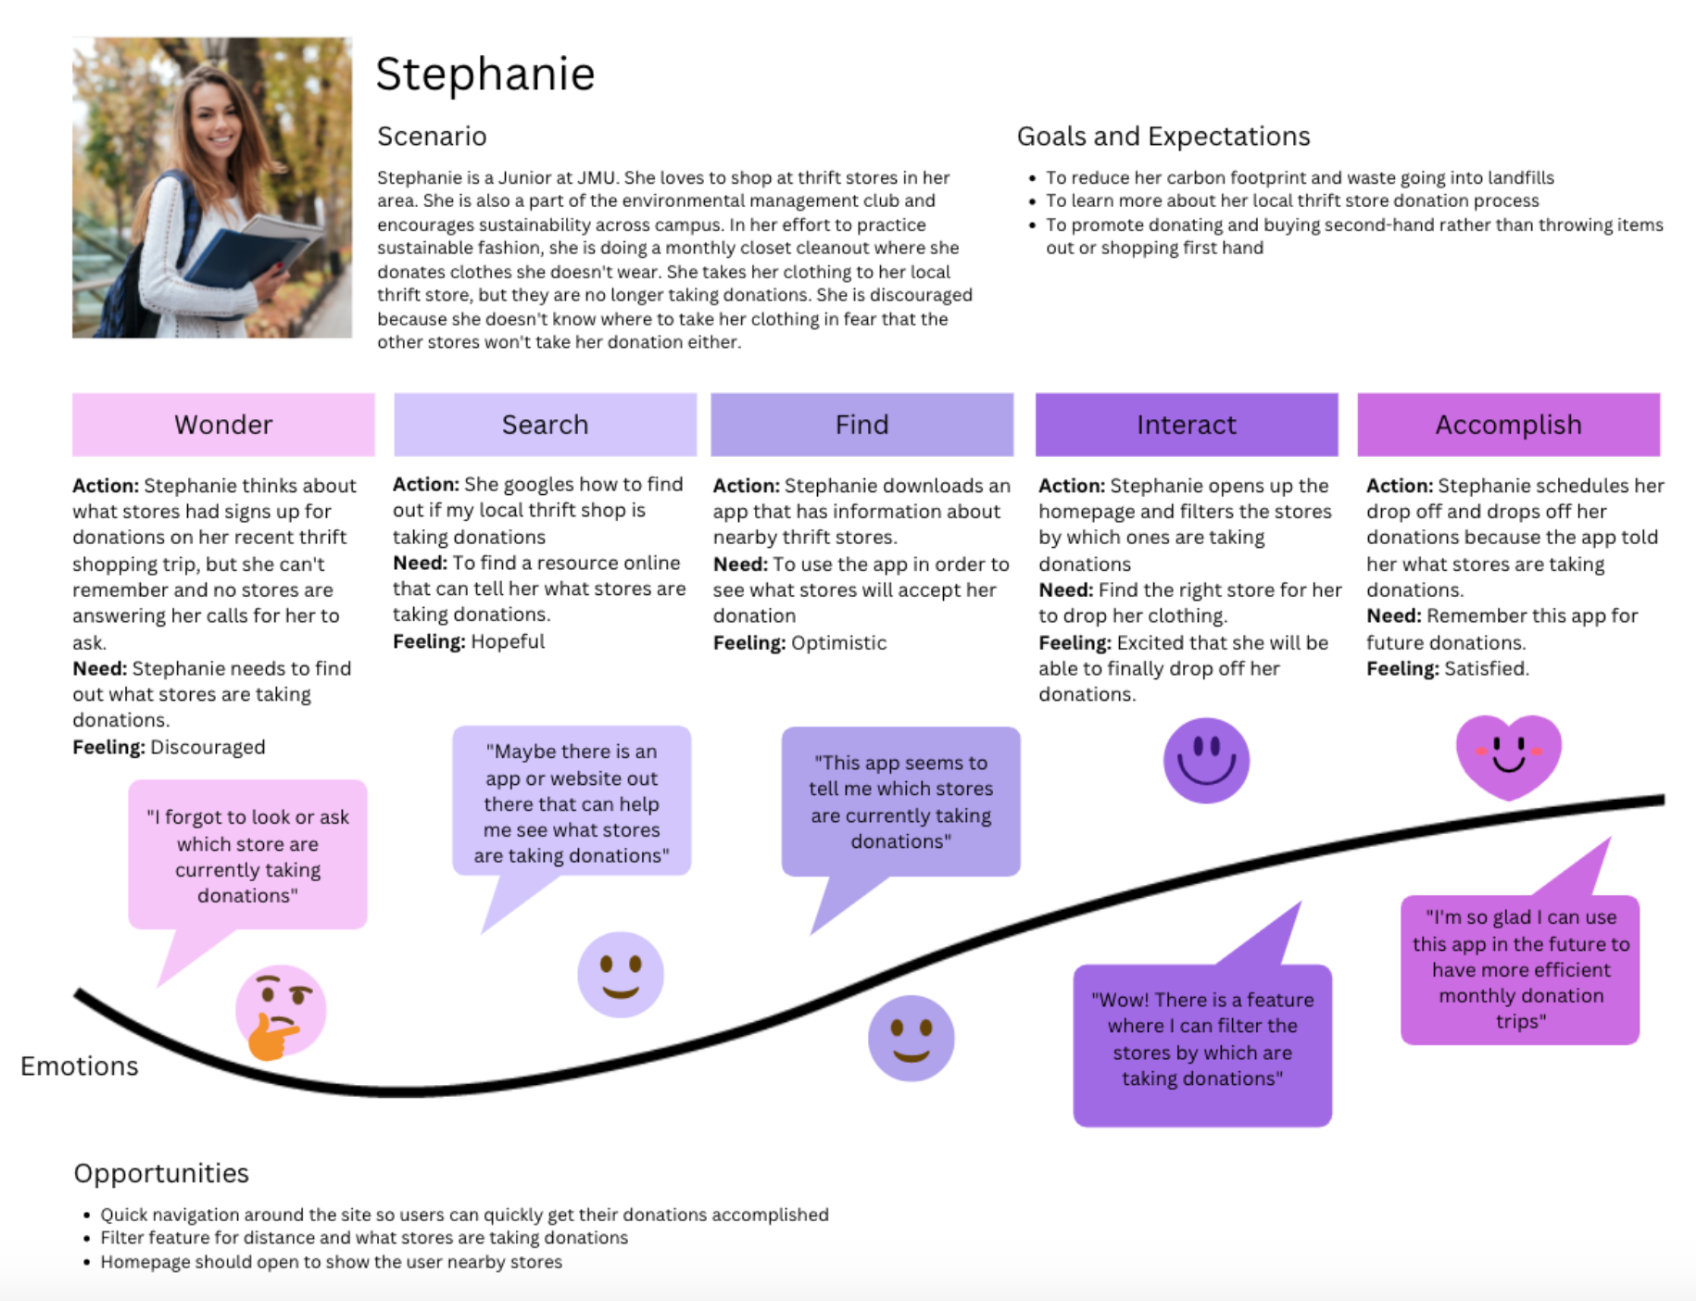 Stephanie
Scenario
Stephanie is a Junior at JMU. She loves to shop at thrift stores in her
area. She is also a part of the environmental management club and
encourages sustainability across campus. In her effort to practice
sustainable fashion, she is doing a monthly closet cleanout where she
donates clothes she doesn't wear. She takes her clothing to her local
thrift store, but they are no longer taking donations. She is discouraged
because she doesn't know where to take her clothing in fear that the
other stores won't take her donation either.
Goals and Expectations
• To reduce her carbon footprint and waste going into landfills
• To learn more about her local thrift store donation process
• To promote donating and buying second-hand rather than throwing items
out or shopping first hand
Wonder
Action: Stephanie thinks about
what stores had signs up for
donations on her recent thrift
shopping trip, but she can't
remember and no stores are
answering her calls for her to
ask.
Need: Stephanie needs to find
out what stores are taking
donations.
Feeling: Discouraged
"I forgot to look or ask
which store are
currently taking
donations"
Search
Action: She googles how to find
out if my local thrift shop is
taking donations
Need: To find a resource online
that can tell her what stores are
taking donations.
Feeling: Hopeful
"Maybe there is an
app or website out
there that can help
me see what stores
are taking donations"
Find
Action: Stephanie downloads an
app that has information about
nearby thrift stores.
Need: To use the app in order to
see what stores will accept her
donation
Feeling: Optimistic
"This app seems to
tell me which stores
are currently taking
donations"
Interact
Action: Stephanie opens up the
homepage and filters the stores
by which ones are taking
donations
Need: Find the right store for her
to drop her clothing.
Feeling: Excited that she will be
able to finally drop off her
donations.
"Wow! There is a feature
where I can filter the
stores by which are
taking donations"
Accomplish
Action: Stephanie schedules her
drop off and drops off her
donations because the app told
her what stores are taking
donations.
Need: Remember this app for
future donations.
Feeling: Satisfied.
"I'm so glad I can use
this app in the future to
have more efficient
monthly donation
trips"
Emotions
Opportunities
• Quick navigation around the site so users can quickly get their donations accomplished
• Filter feature for distance and what stores are taking donations
• Homepage should open to show the user nearby stores